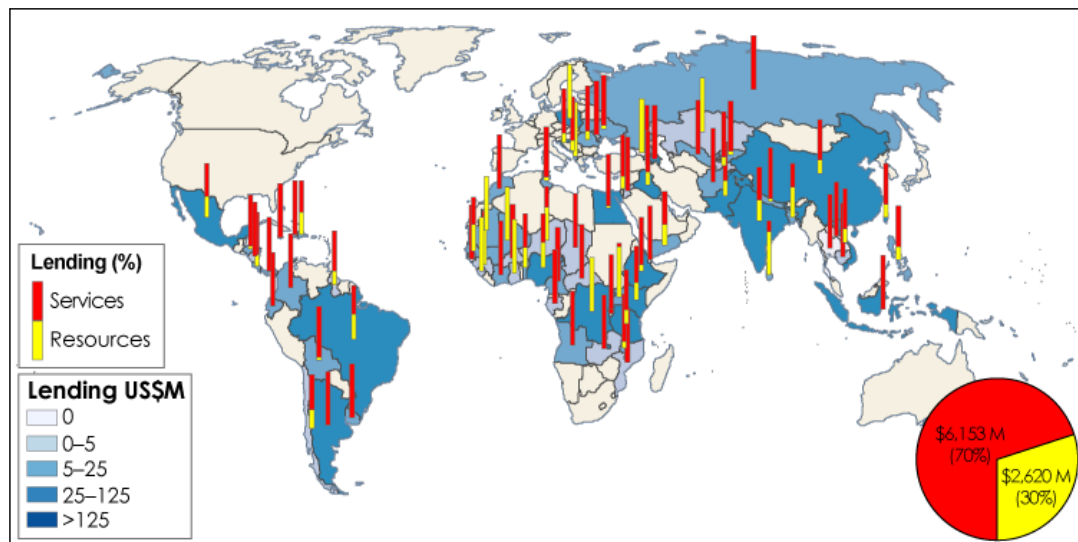 Lending (%)
Services
Resources
Lending US$M
0
0–5
5–25
25–125
>125
$6,153 M
(70%)
$2,620 M
(30%)